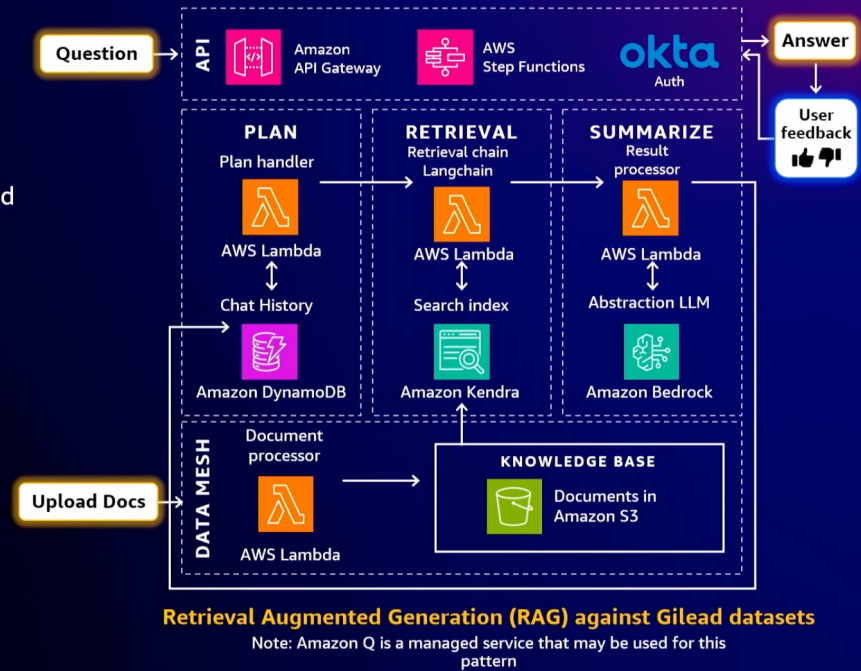 Question
API
Amazon
API Gateway
AWS
Step Functions
okta
Auth
Answer
User
feedback
d
PLAN
Plan handler
AWS Lambda
Chat History
Amazon DynamoDB
RETRIEVAL
Retrieval chain
Langchain
AWS Lambda
Search index
Amazon Kendra
SUMMARIZE
Result
processor
AWS Lambda
Abstraction LLM
Amazon Bedrock
Upload Docs
DATA MESH
Document
processor
AWS Lambda
KNOWLEDGE BASE
Documents in
Amazon S3
Retrieval Augmented Generation (RAG) against Gilead datasets
Note: Amazon Q is a managed service that may be used for this
pattern